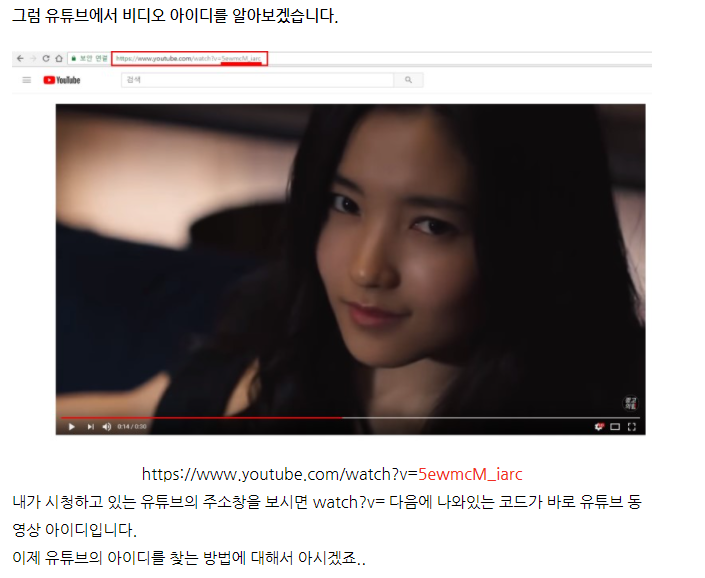 그럼 유튜브에서 비디오 아이디를 알아보겠습니다.
보안 연결 https://www.youtube.com/watch?v=5ewmcM_iarc
YouTube 검색
광고
0:14 / 0:30
https://www.youtube.com/watch?v=5ewmcM_iarc
내가 시청하고 있는 유튜브의 주소창을 보시면 watch?v= 다음에 나와있는 코드가 바로 유튜브 동
영상 아이디입니다.
이제 유튜브의 아이디를 찾는 방법에 대해서 아시겠죠..